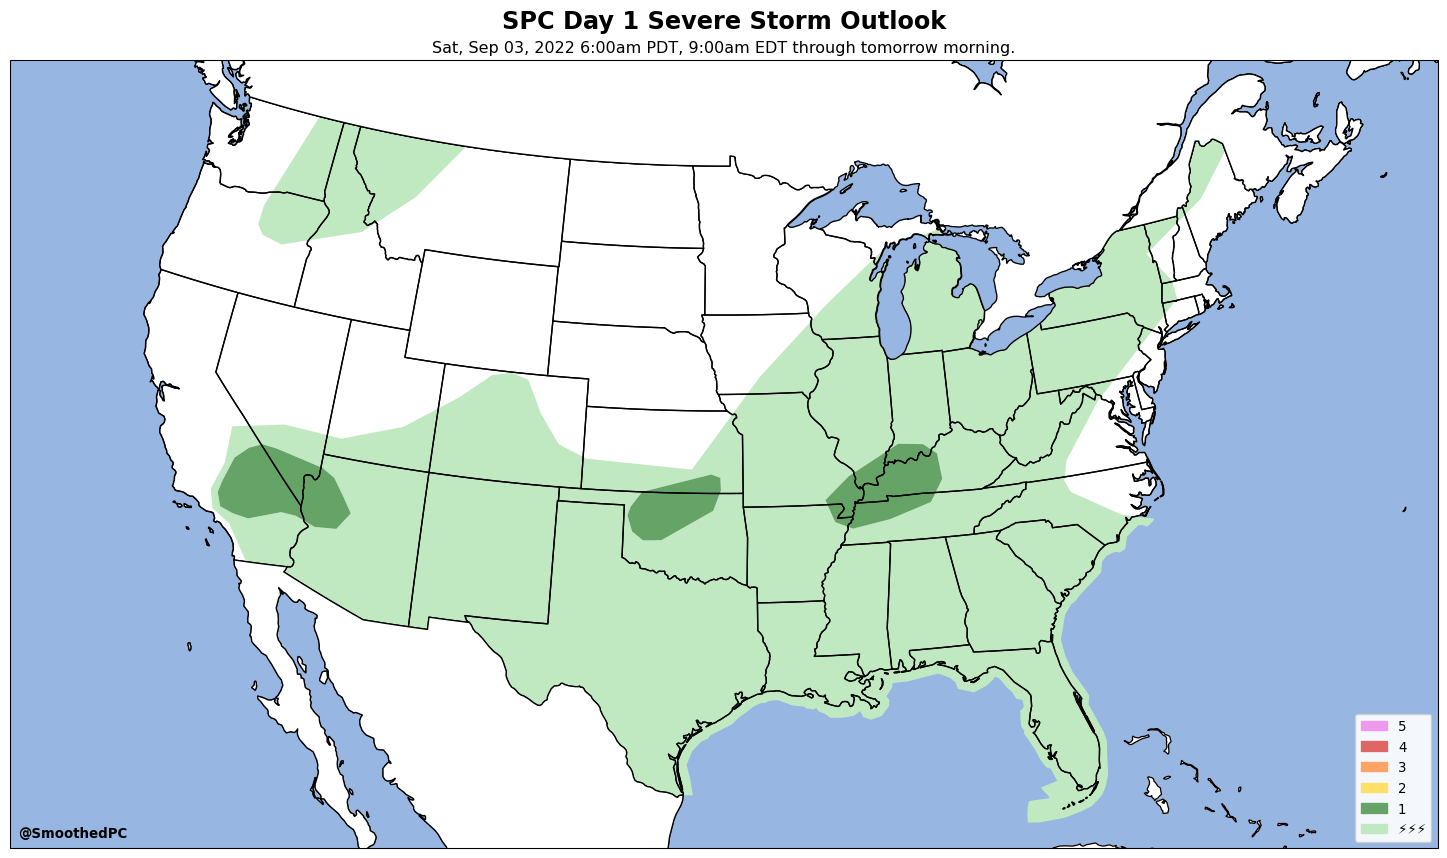 SPC Day 1 Severe Storm Outlook
Sat, Sep 03, 2022 6:00am PDT, 9:00am EDT through tomorrow morning.
5
4
3
2
1
⚡⚡⚡
@SmoothedPC